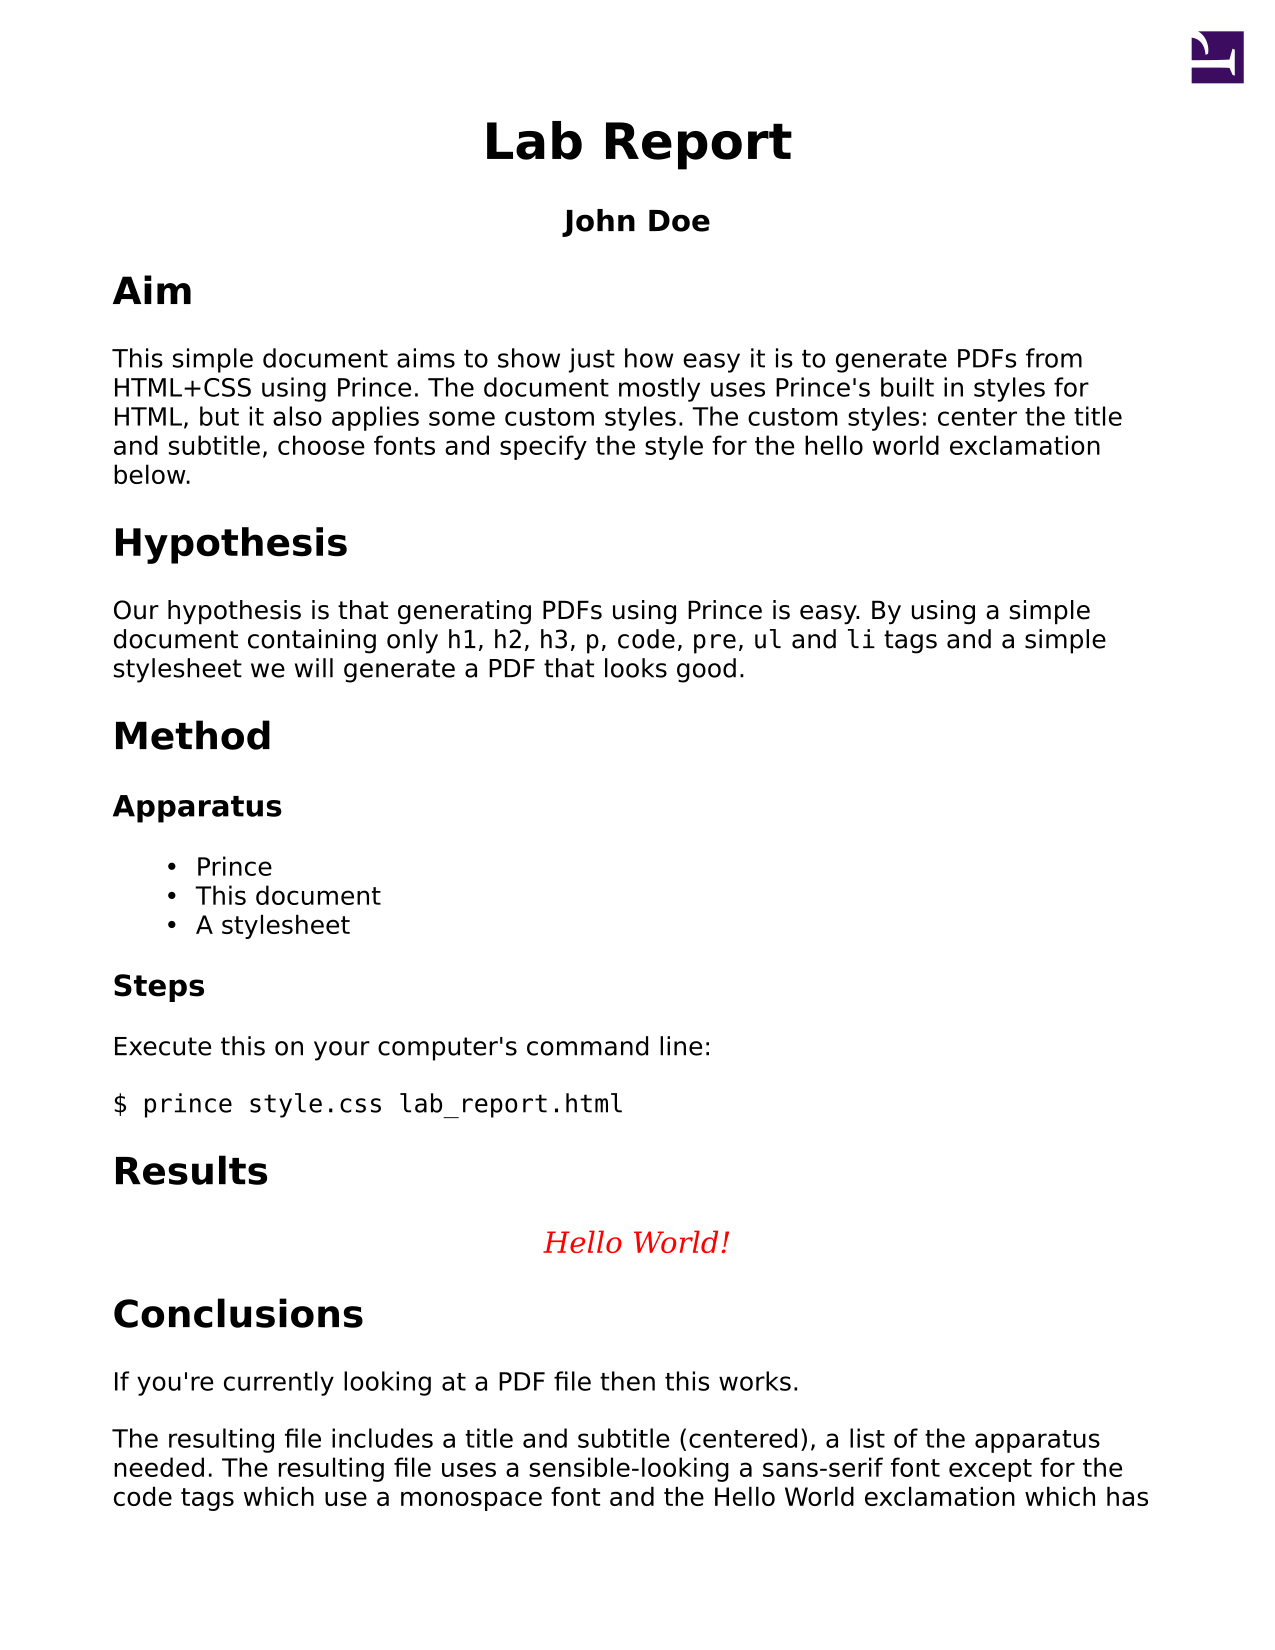 Lab Report
John Doe
Aim
This simple document aims to show just how easy it is to generate PDFs from
HTML+CSS using Prince. The document mostly uses Prince's built in styles for
HTML, but it also applies some custom styles. The custom styles: center the title
and subtitle, choose fonts and specify the style for the hello world exclamation
below.
Hypothesis
Our hypothesis is that generating PDFs using Prince is easy. By using a simple
document containing only h1, h2, h3, p, code, pre, ul and li tags and a simple
stylesheet we will generate a PDF that looks good.
Method
Apparatus
• Prince
• This document
• A stylesheet
Steps
Execute this on your computer's command line:
$ prince style.css lab_report.html
Results
Hello World!
Conclusions
If you're currently looking at a PDF file then this works.
The resulting file includes a title and subtitle (centered), a list of the apparatus
needed. The resulting file uses a sensible-looking a sans-serif font except for the
code tags which use a monospace font and the Hello World exclamation which has